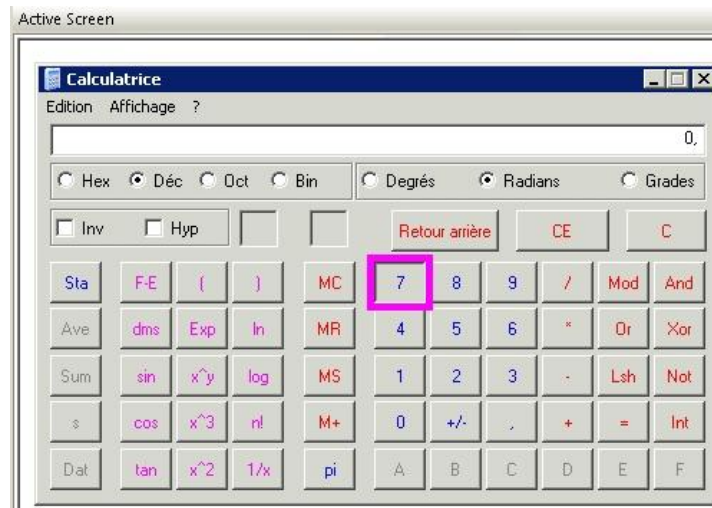 Active Screen
Calculatrice
Edition Affichage ?
0,
Hex Déc Oct Bin Degrés Radians Grades
Inv Hyp Retour arrière CE C
Sta F-E ( ) MC 7 8 9 / Mod And
Ave dms Exp ln MR 4 5 6 * Or Xor
Sum sin x^y log MS 1 2 3 - Lsh Not
s cos x^3 n! M+ 0 +/- , + = Int
Dat tan x^2 1/x pi A B C D E F